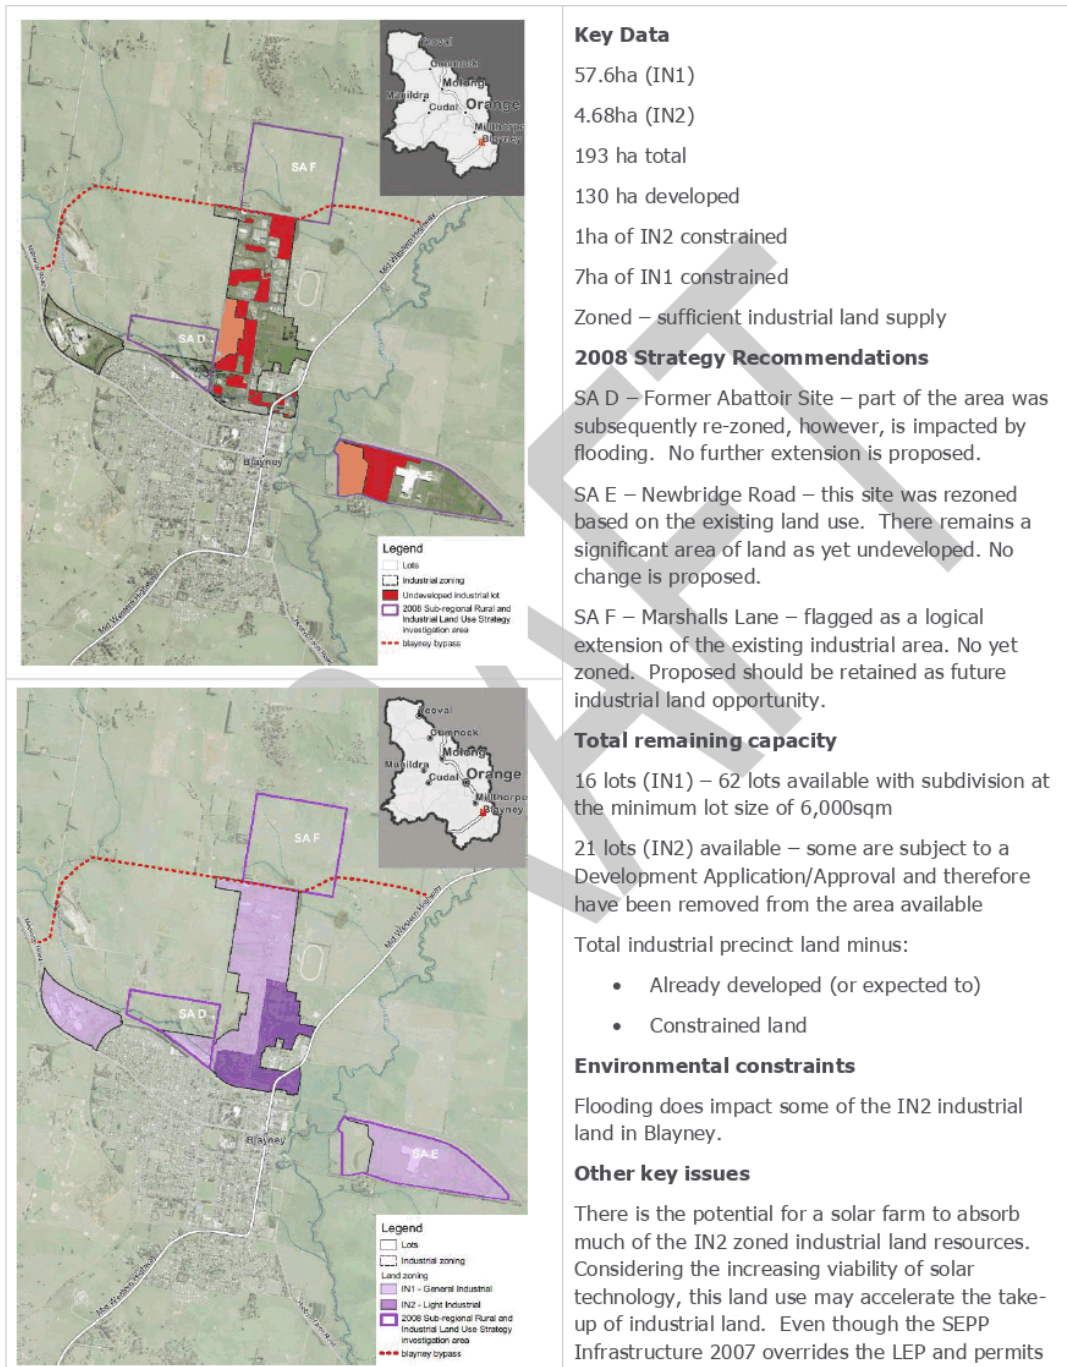 Yeoval
Cumnock
Molong
Manildra
Cudal
Orange
Millthorpe
Blayney
SA F
Mid Western Highway
SA D
Blayney
Mid Western Highway
Legend
Lots
Industrial zoning
Undeveloped industrial lot
2008 Sub-regional Rural and
Industrial Land Use Strategy
investigation area
blayney bypass
Yeoval
Cumnock
Molong
Manildra
Cudal
Orange
Millthorpe
Blayney
SA F
Mid Western Highway
SA D
Blayney
SA E
Mid Western Highway
Legend
Lots
Industrial zoning
Land zoning
IN1 - General Industrial
IN2 - Light Industrial
2008 Sub-regional Rural and
Industrial Land Use Strategy
investigation area
blayney bypass
Key Data
57.6ha (IN1)
4.68ha (IN2)
193 ha total
130 ha developed
1ha of IN2 constrained
7ha of IN1 constrained
Zoned – sufficient industrial land supply
2008 Strategy Recommendations
SA D – Former Abattoir Site – part of the area was
subsequently re-zoned, however, is impacted by
flooding.  No further extension is proposed.
SA E – Newbridge Road – this site was rezoned
based on the existing land use.  There remains a
significant area of land as yet undeveloped. No
change is proposed.
SA F – Marshalls Lane – flagged as a logical
extension of the existing industrial area. No yet
zoned.  Proposed should be retained as future
industrial land opportunity.
Total remaining capacity
16 lots (IN1) – 62 lots available with subdivision at
the minimum lot size of 6,000sqm
21 lots (IN2) available – some are subject to a
Development Application/Approval and therefore
have been removed from the area available
Total industrial precinct land minus:
• Already developed (or expected to)
• Constrained land
Environmental constraints
Flooding does impact some of the IN2 industrial
land in Blayney.
Other key issues
There is the potential for a solar farm to absorb
much of the IN2 zoned industrial land resources.
Considering the increasing viability of solar
technology, this land use may accelerate the take-
up of industrial land.  Even though the SEPP
Infrastructure 2007 overrides the LEP and permits
DRAFT